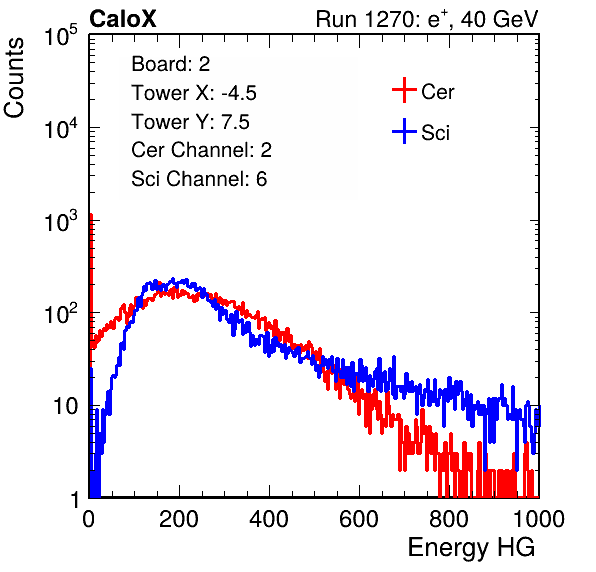 CaloX Run 1270: e⁺, 40 GeV
Counts
Board: 2
Tower X: -4.5
Tower Y: 7.5
Cer Channel: 2
Sci Channel: 6
Cer
Sci
10⁵
10⁴
10³
10²
10
1
0 200 400 600 800 1000
Energy HG